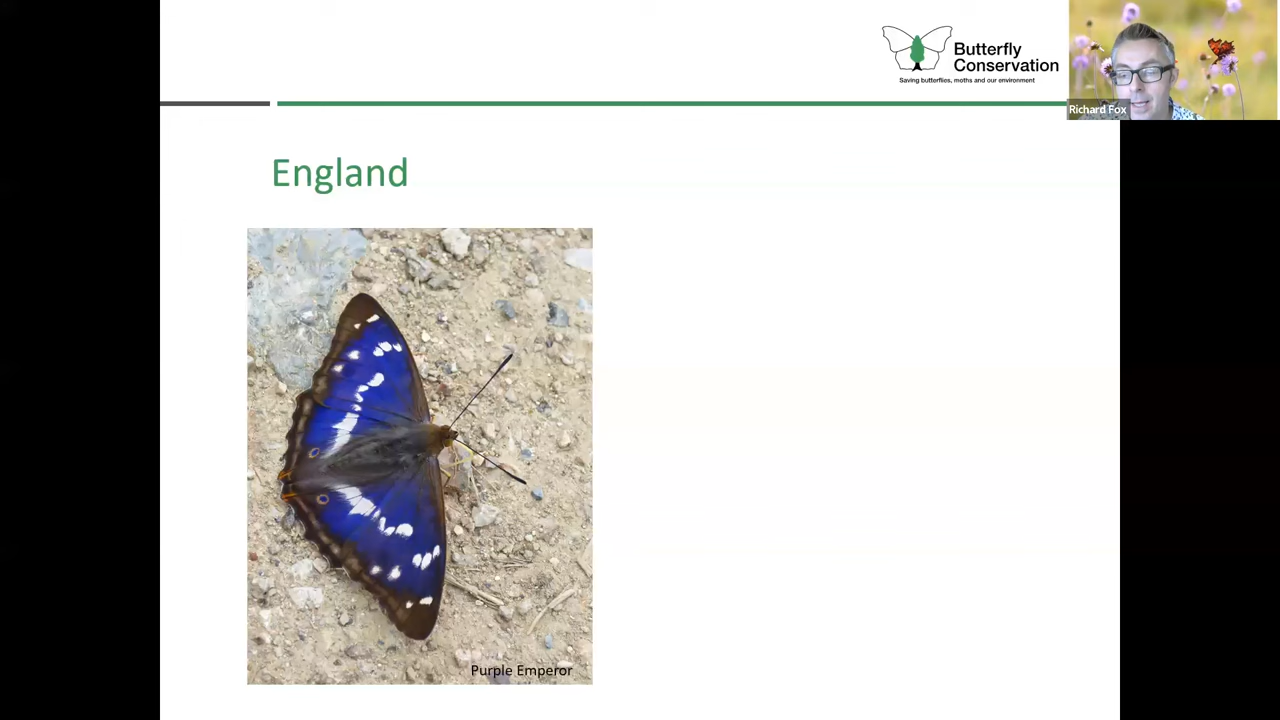 Butterfly
Conservation
Saving butterflies, moths and our environment
Richard Fox
England
Purple Emperor